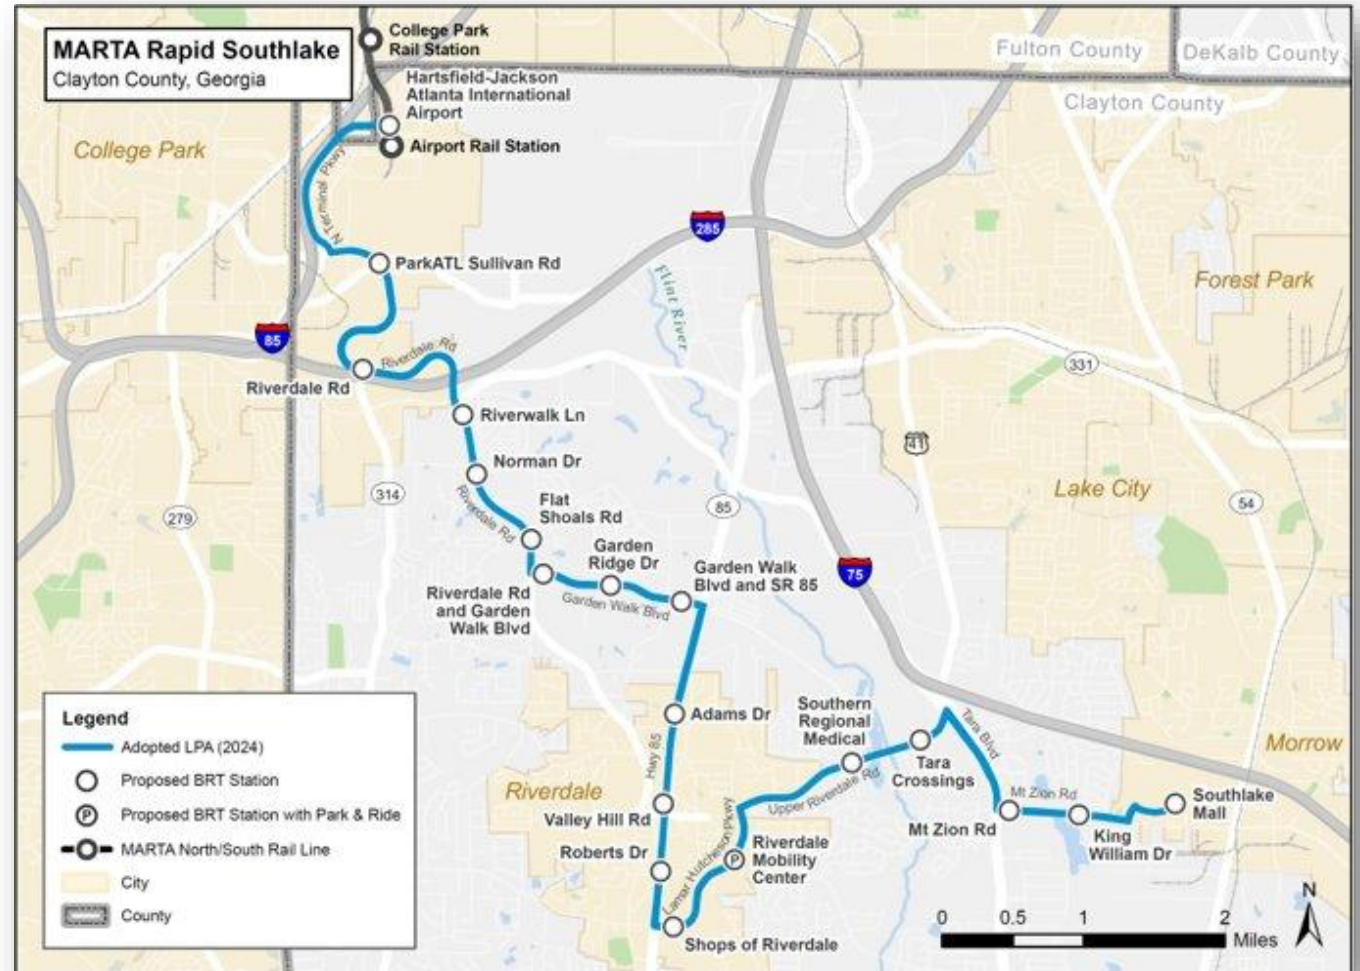 MARTA Rapid Southlake
Clayton County, Georgia
College Park
Rail Station
Hartsfield-Jackson
Atlanta International
Airport
Airport Rail Station
Fulton County
DeKalb County
Clayton County
College Park
N Terminal Pkwy
ParkATL Sullivan Rd
285
Flint River
Forest Park
85
Riverdale Rd
Riverdale Rd
331
Riverwalk Ln
41
Norman Dr
314
279
Riverdale Rd
Flat
Shoals Rd
85
Lake City
54
Garden
Ridge Dr
Garden Walk
Blvd and SR 85
75
Riverdale Rd
and Garden
Walk Blvd
Garden Walk Blvd
Adams Dr
Southern
Regional
Medical
Tara Blvd
Morrow
Hwy 85
Tara
Crossings
Riverdale
Upper Riverdale Rd
Mt Zion Rd
Southlake
Mall
Valley Hill Rd
Mt Zion Rd
King
William Dr
Roberts Dr
Lamar Hutcheson Pkwy
P
Riverdale
Mobility
Center
Shops of Riverdale
Legend
Adopted LPA (2024)
Proposed BRT Station
P Proposed BRT Station with Park & Ride
MARTA North/South Rail Line
City
County
N
0 0.5 1 2
Miles